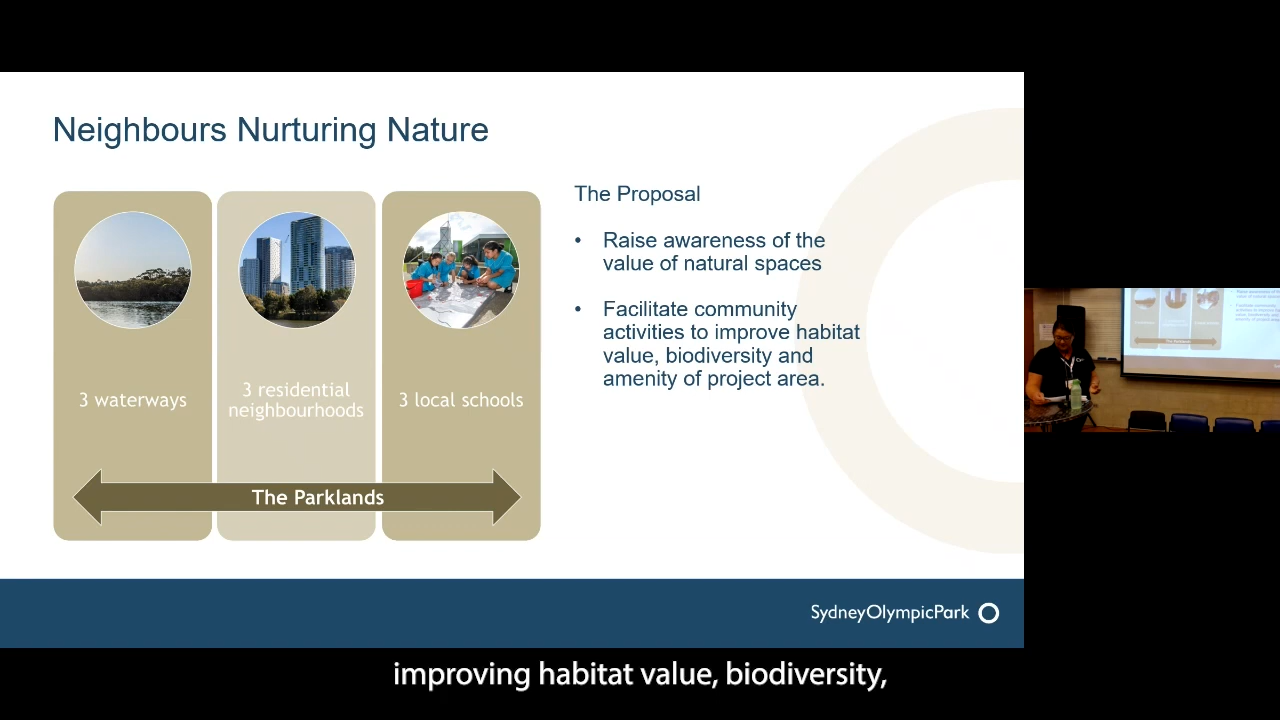 Neighbours Nurturing Nature
3 waterways
3 residential
neighbourhoods
3 local schools
The Parklands
The Proposal
• Raise awareness of the
value of natural spaces
• Facilitate community
activities to improve habitat
value, biodiversity and
amenity of project area.
SydneyOlympicPark
improving habitat value, biodiversity,